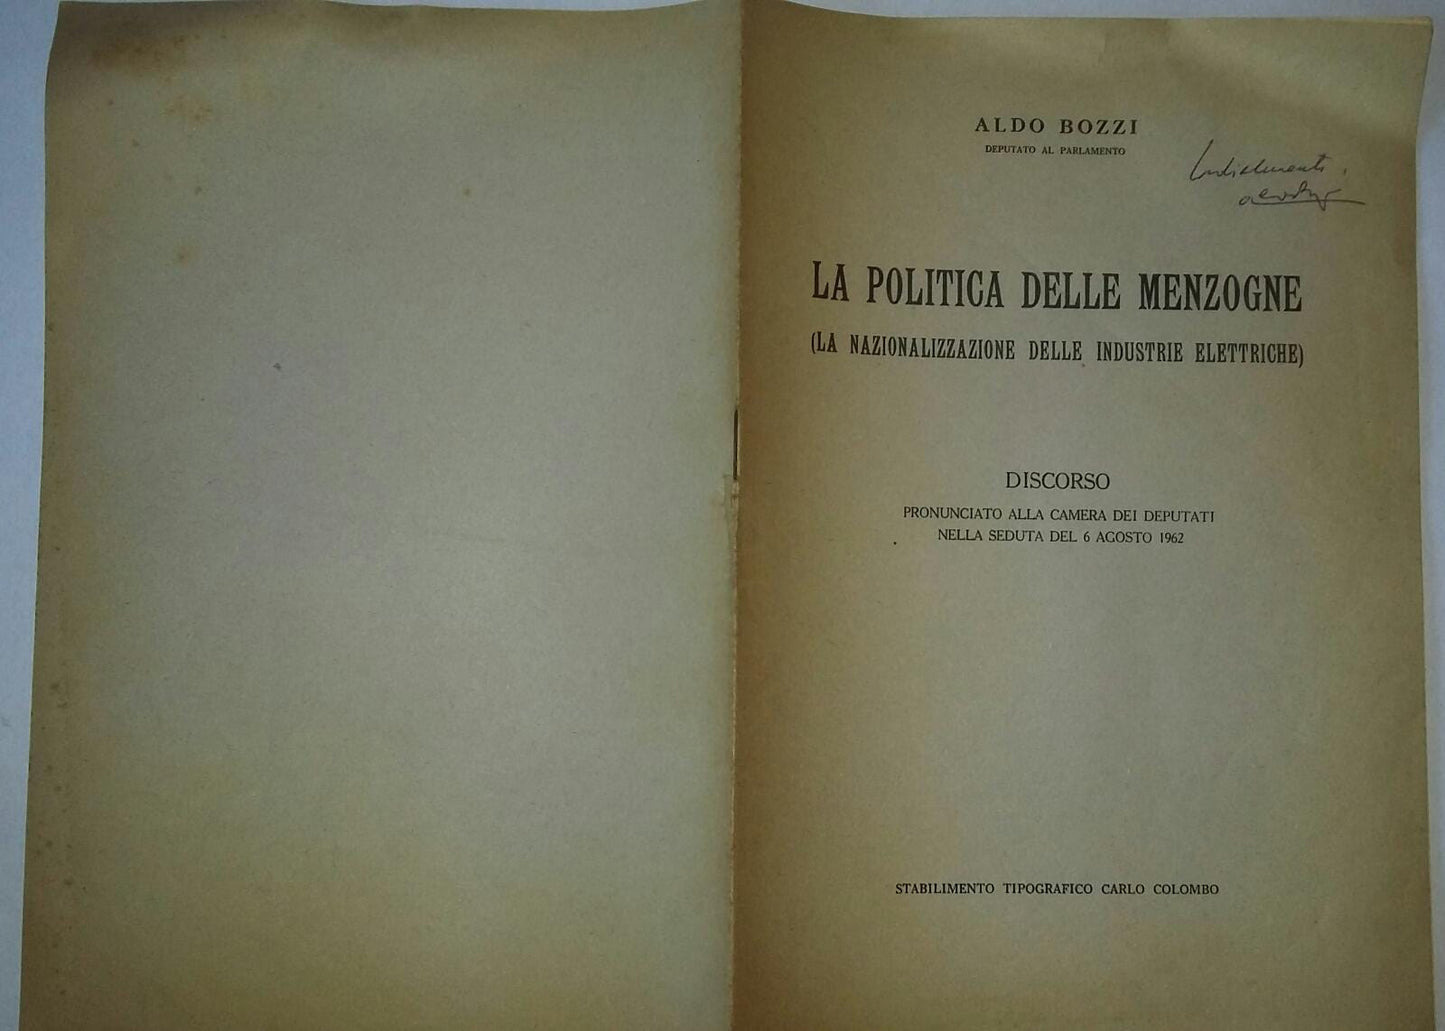 ALDO BOZZI
DEPUTATO AL PARLAMENTO
Cordialmente
LA POLITICA DELLE MENZOGNE
(LA NAZIONALIZZAZIONE DELLE INDUSTRIE ELETTRICHE)
DISCORSO
PRONUNCIATO ALLA CAMERA DEI DEPUTATI
NELLA SEDUTA DEL 6 AGOSTO 1962
STABILIMENTO TIPOGRAFICO CARLO COLOMBO